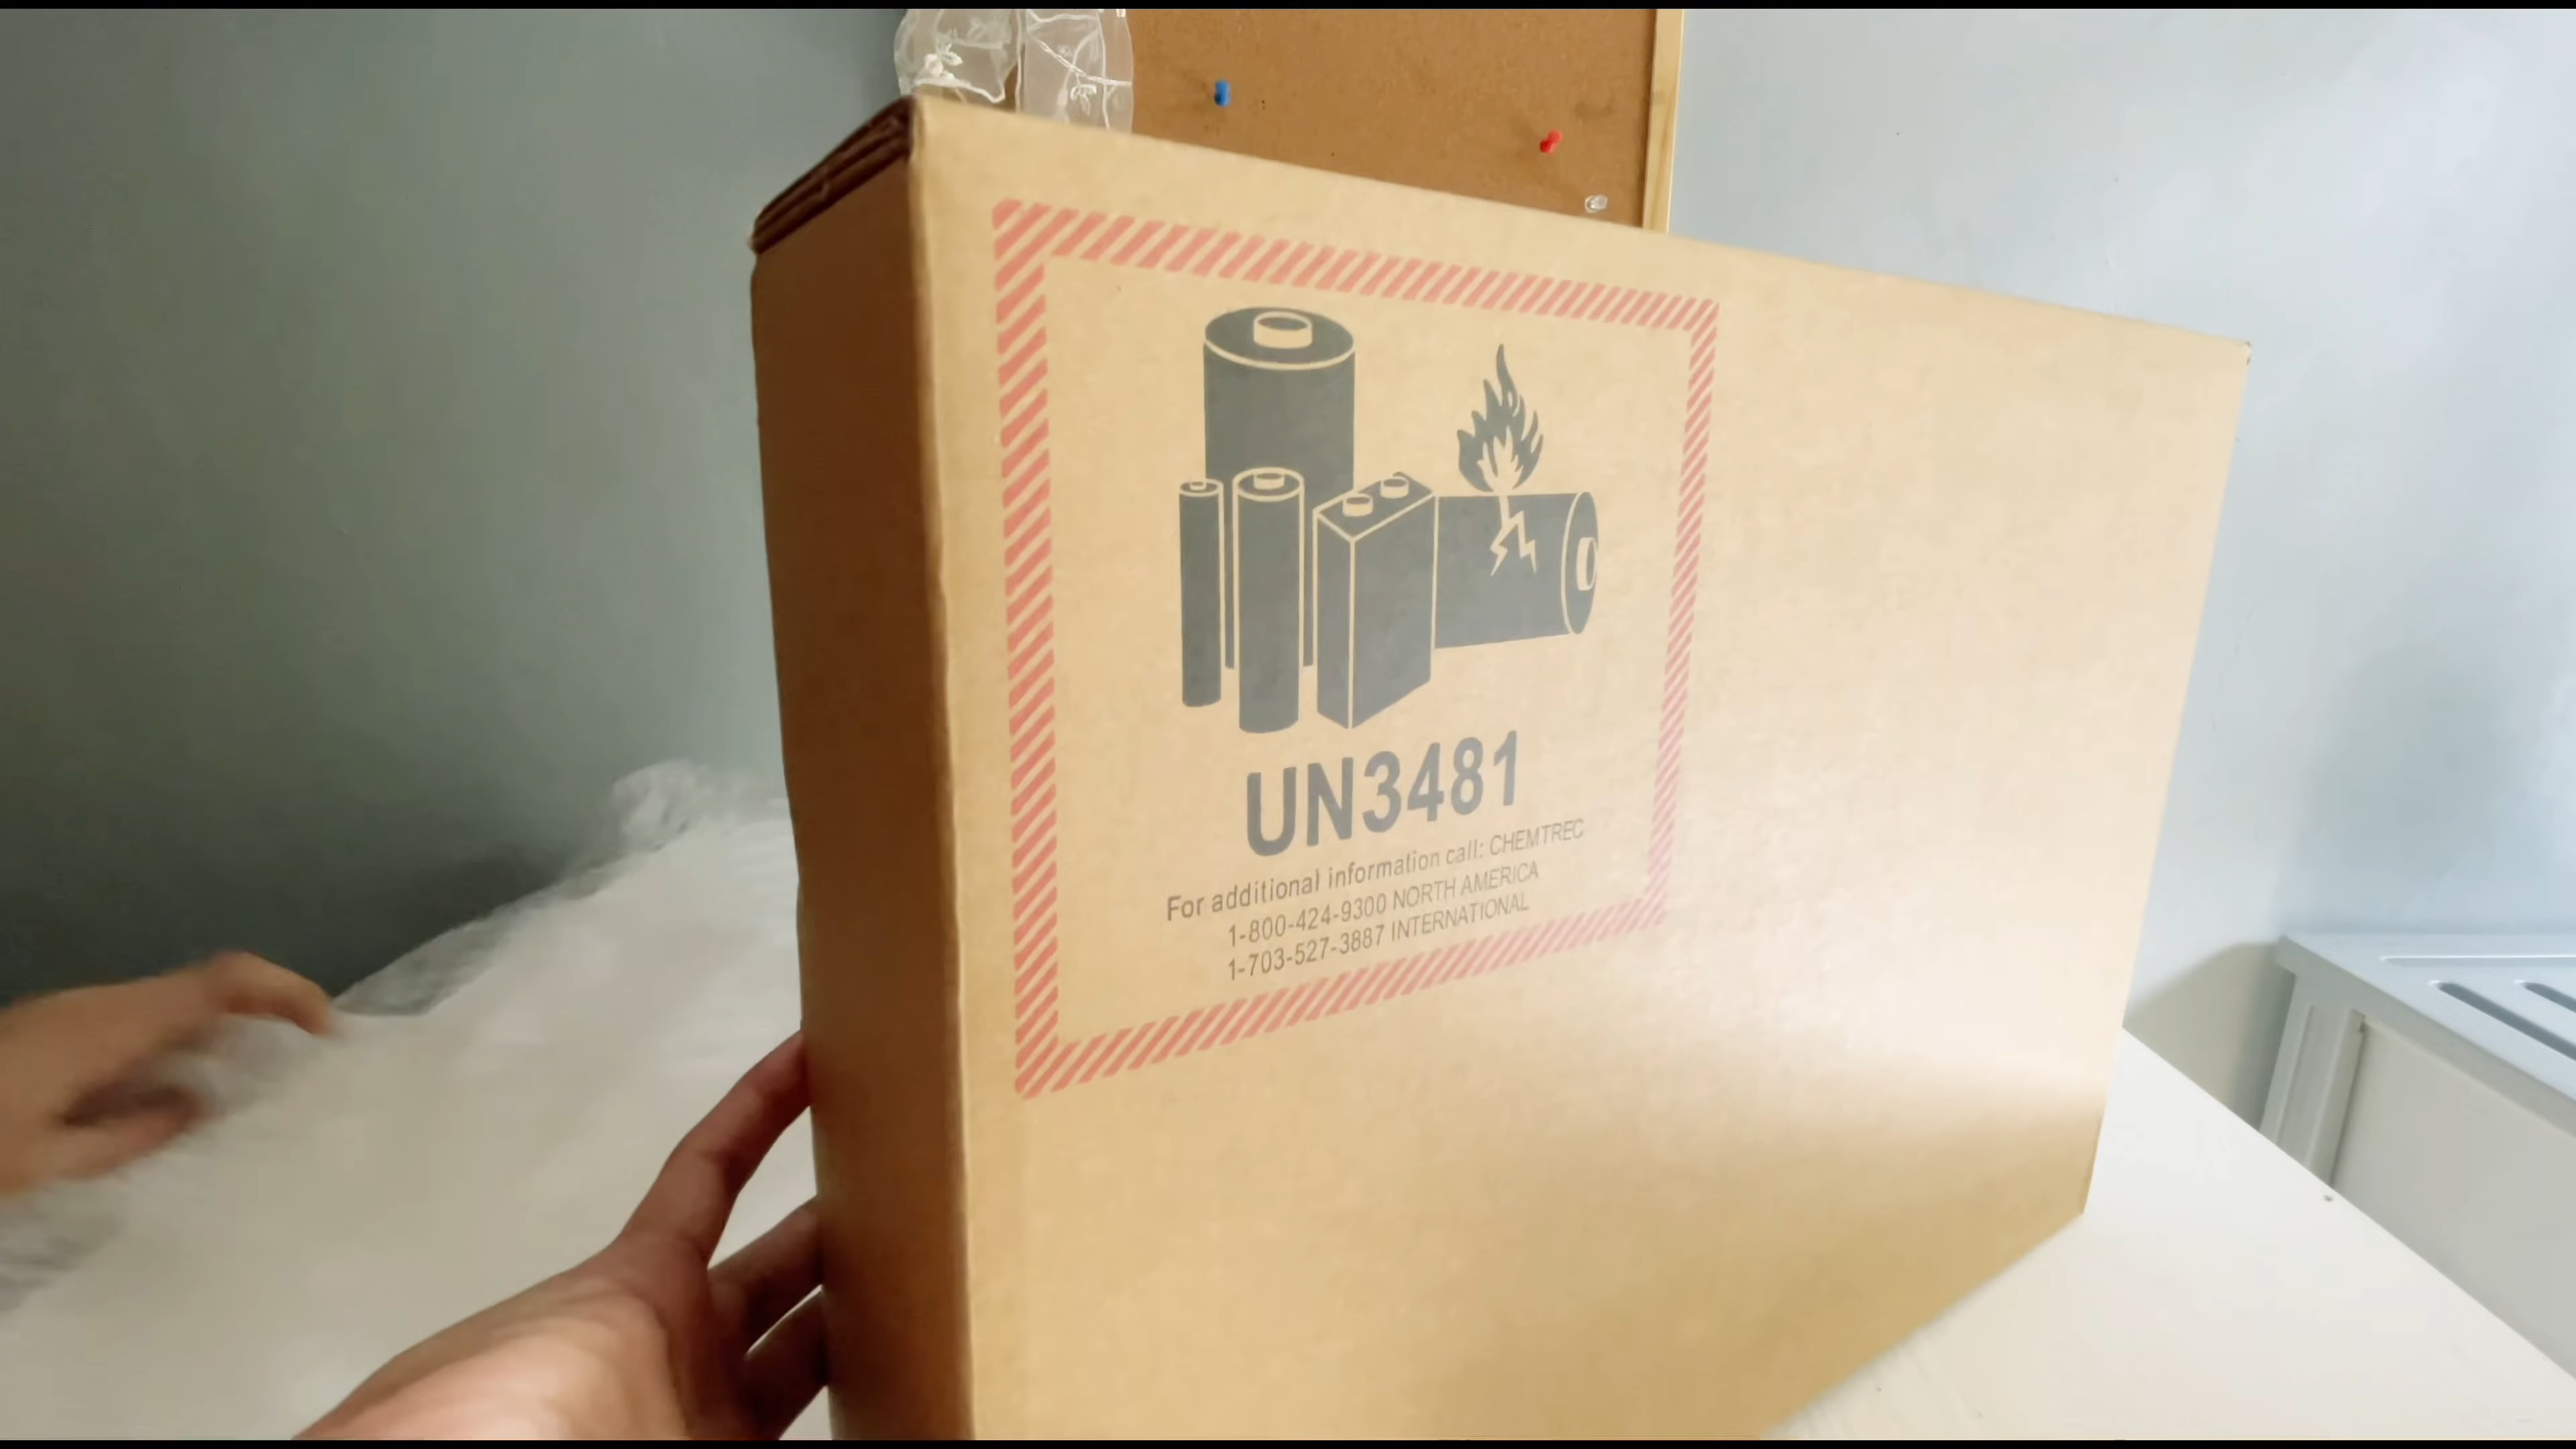 UN3481
For additional information call: CHEMTREC
1-800-424-9300 NORTH AMERICA
1-703-527-3887 INTERNATIONAL